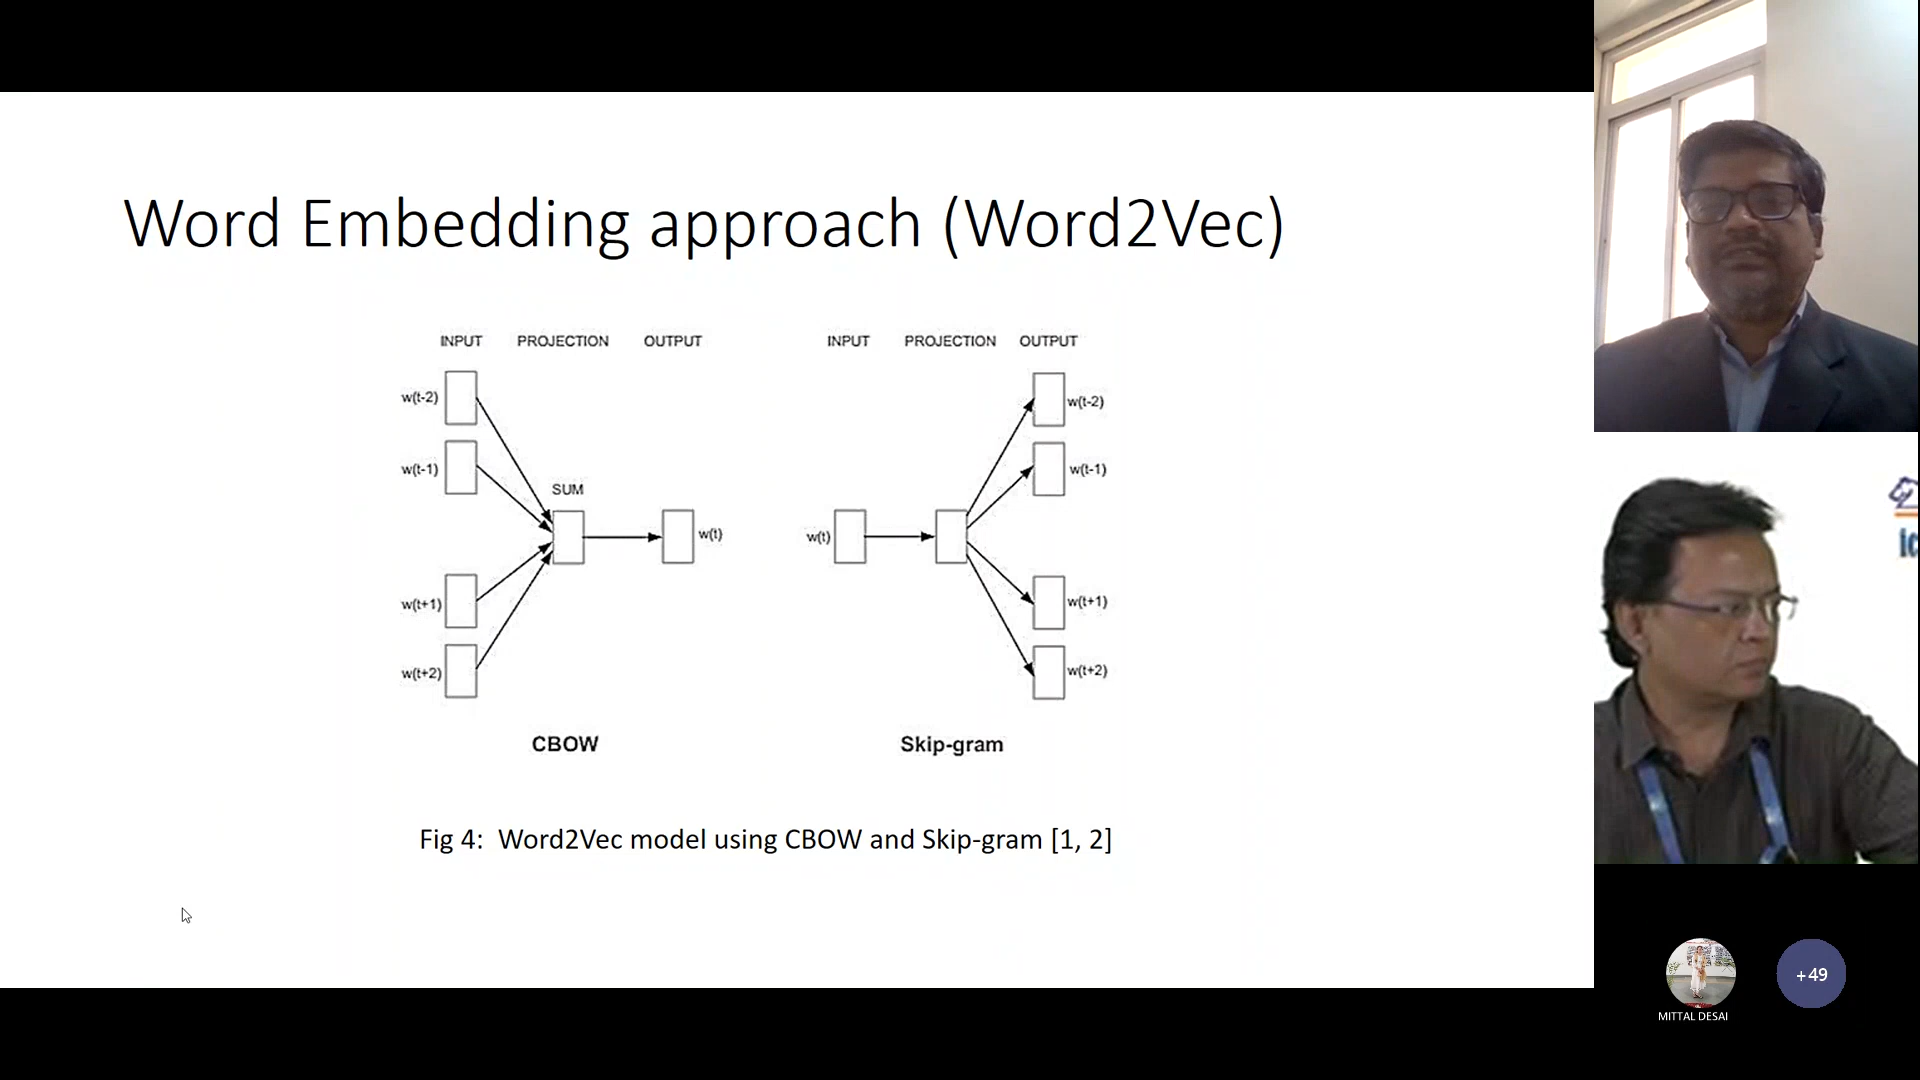 Word Embedding approach (Word2Vec)
INPUT PROJECTION OUTPUT
w(t-2)
w(t-1)
SUM
w(t)
w(t+1)
w(t+2)
CBOW
INPUT PROJECTION OUTPUT
w(t-2)
w(t-1)
w(t)
w(t+1)
w(t+2)
Skip-gram
Fig 4: Word2Vec model using CBOW and Skip-gram [1, 2]
ic
+49
MITTAL DESAI